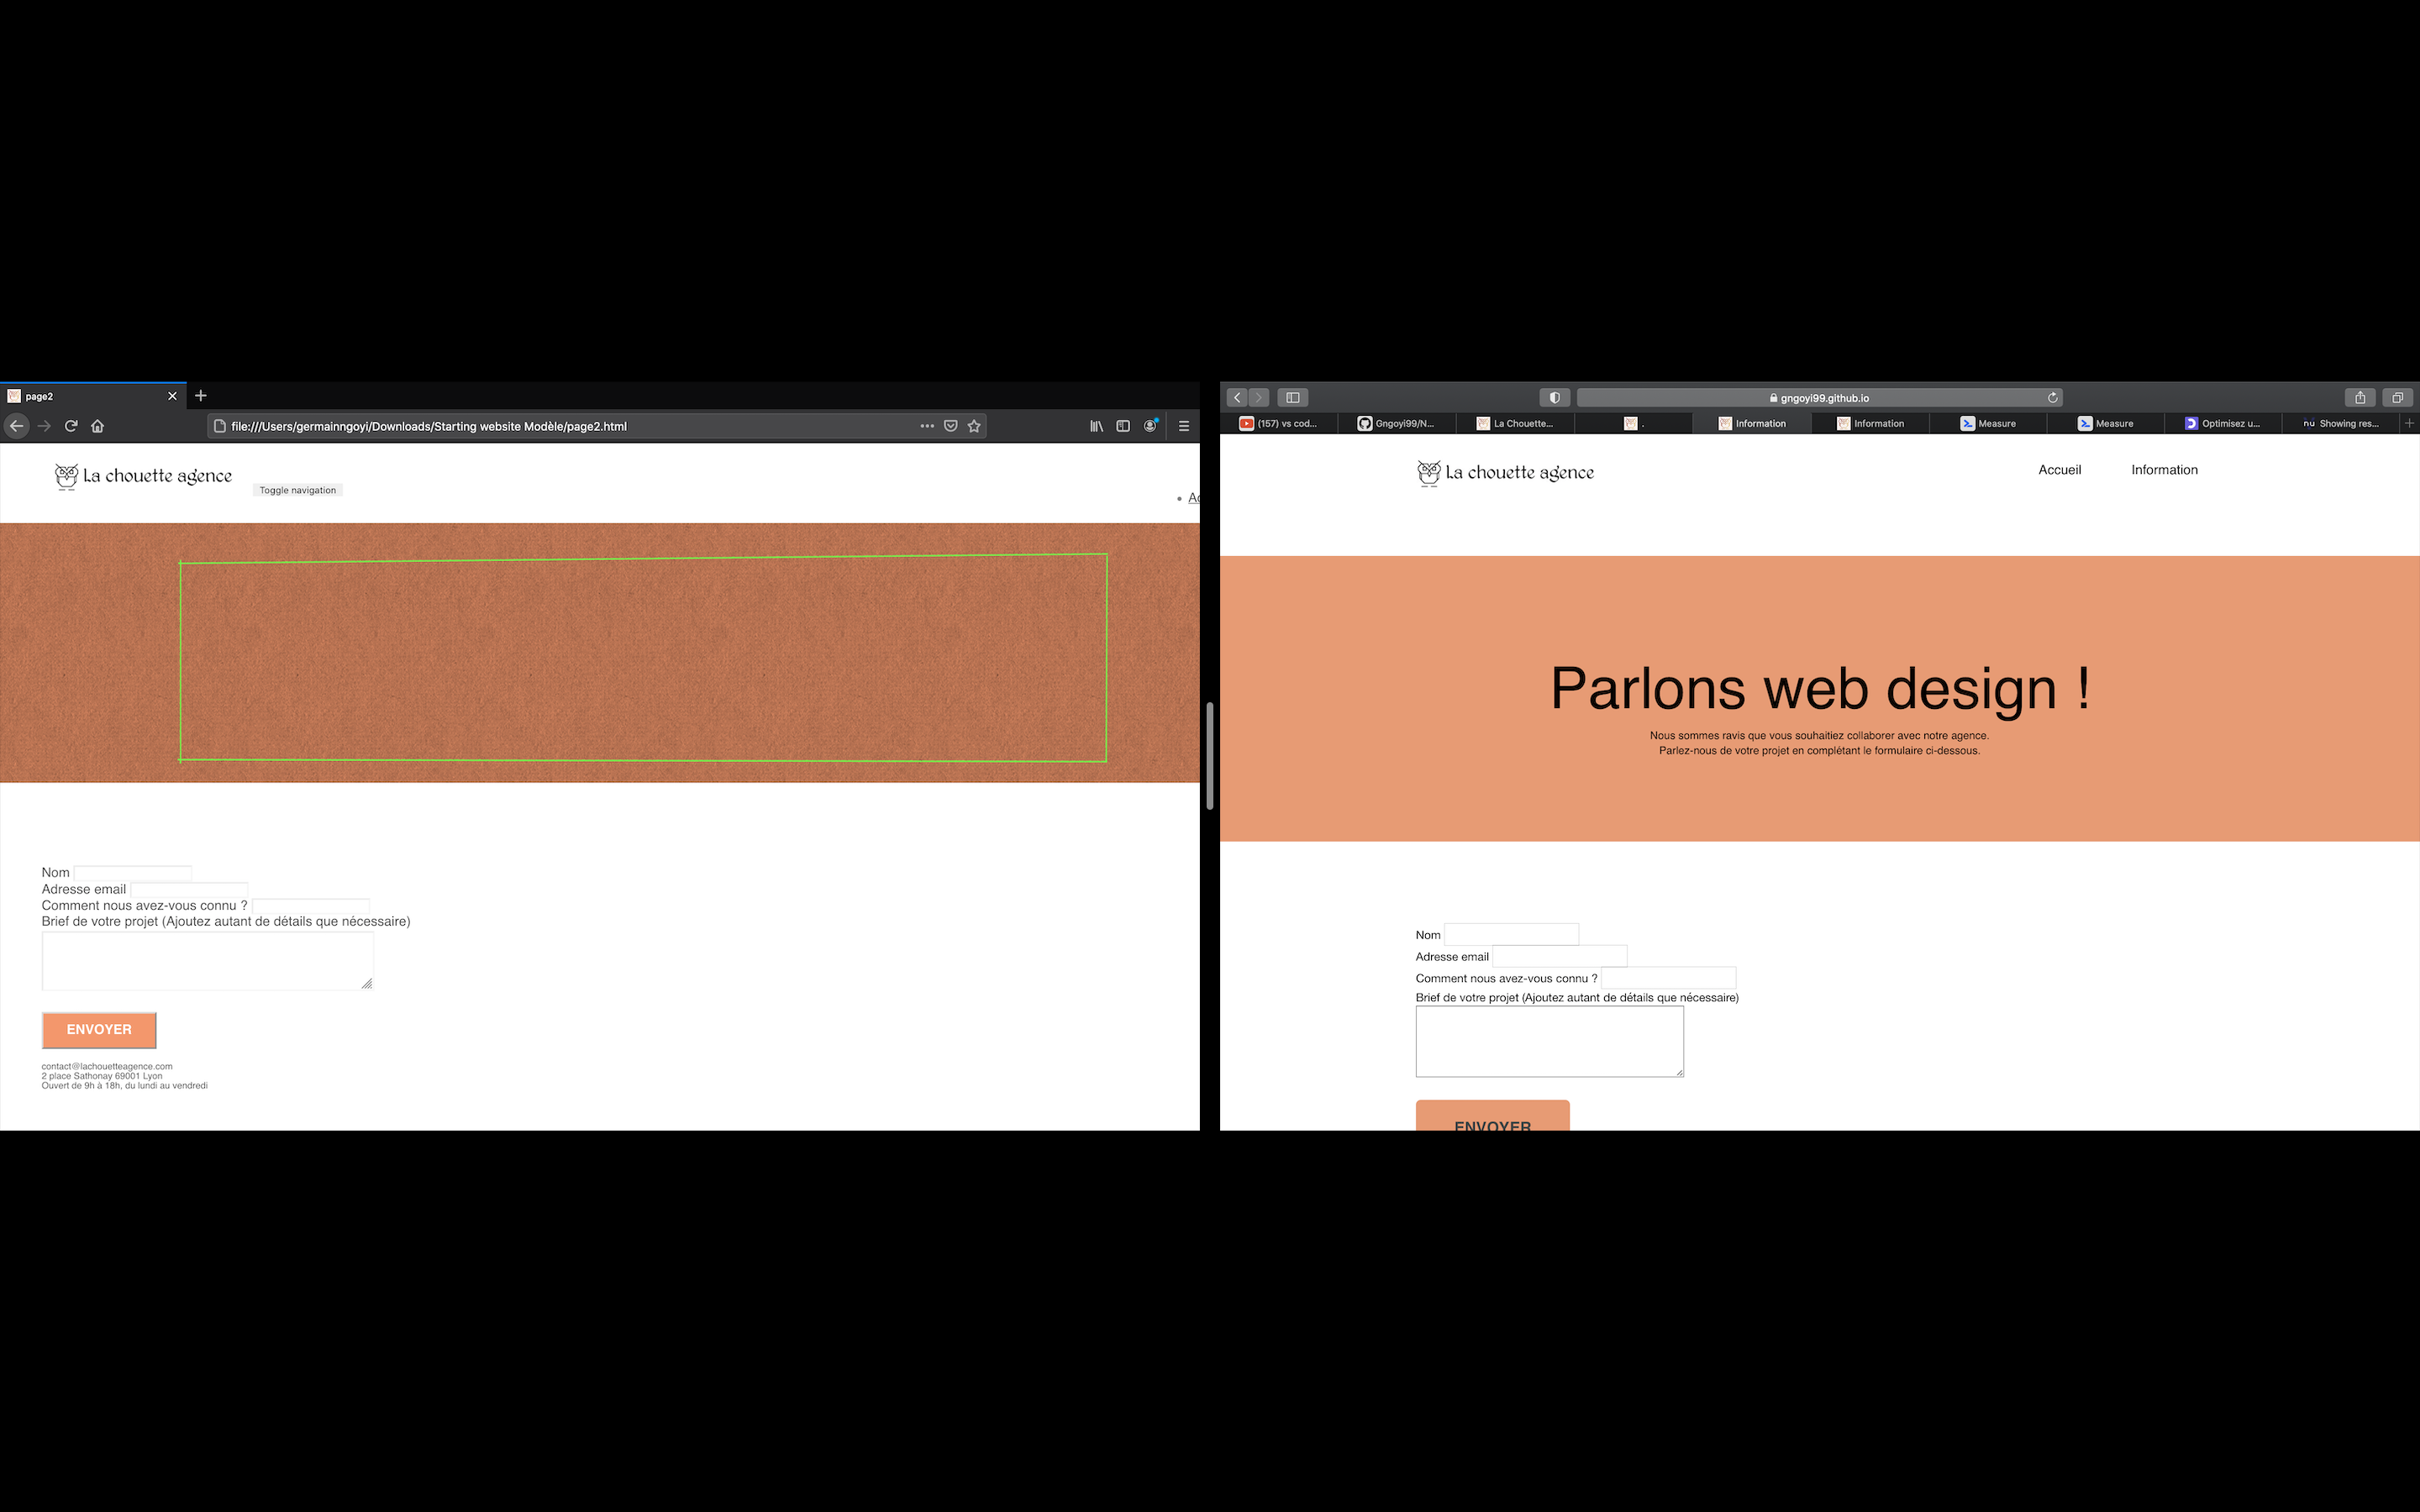 page2
file:///Users/germainngoyi/Downloads/Starting website Modèle/page2.html
La chouette agence
Toggle navigation
Ac
Nom
Adresse email
Comment nous avez-vous connu ?
Brief de votre projet (Ajoutez autant de détails que nécessaire)
ENVOYER
contact@lachouetteagence.com
2 place Sathonay 69001 Lyon
Ouvert de 9h à 18h, du lundi au vendredi
gngoyi99.github.io
(157) vs cod...
Gngoyi99/N...
La Chouette...
.
Information
Information
Measure
Measure
Optimisez u...
nu Showing res...
La chouette agence
Accueil
Information
Parlons web design !
Nous sommes ravis que vous souhaitiez collaborer avec notre agence.
Parlez-nous de votre projet en complétant le formulaire ci-dessous.
Nom
Adresse email
Comment nous avez-vous connu ?
Brief de votre projet (Ajoutez autant de détails que nécessaire)
ENVOYER